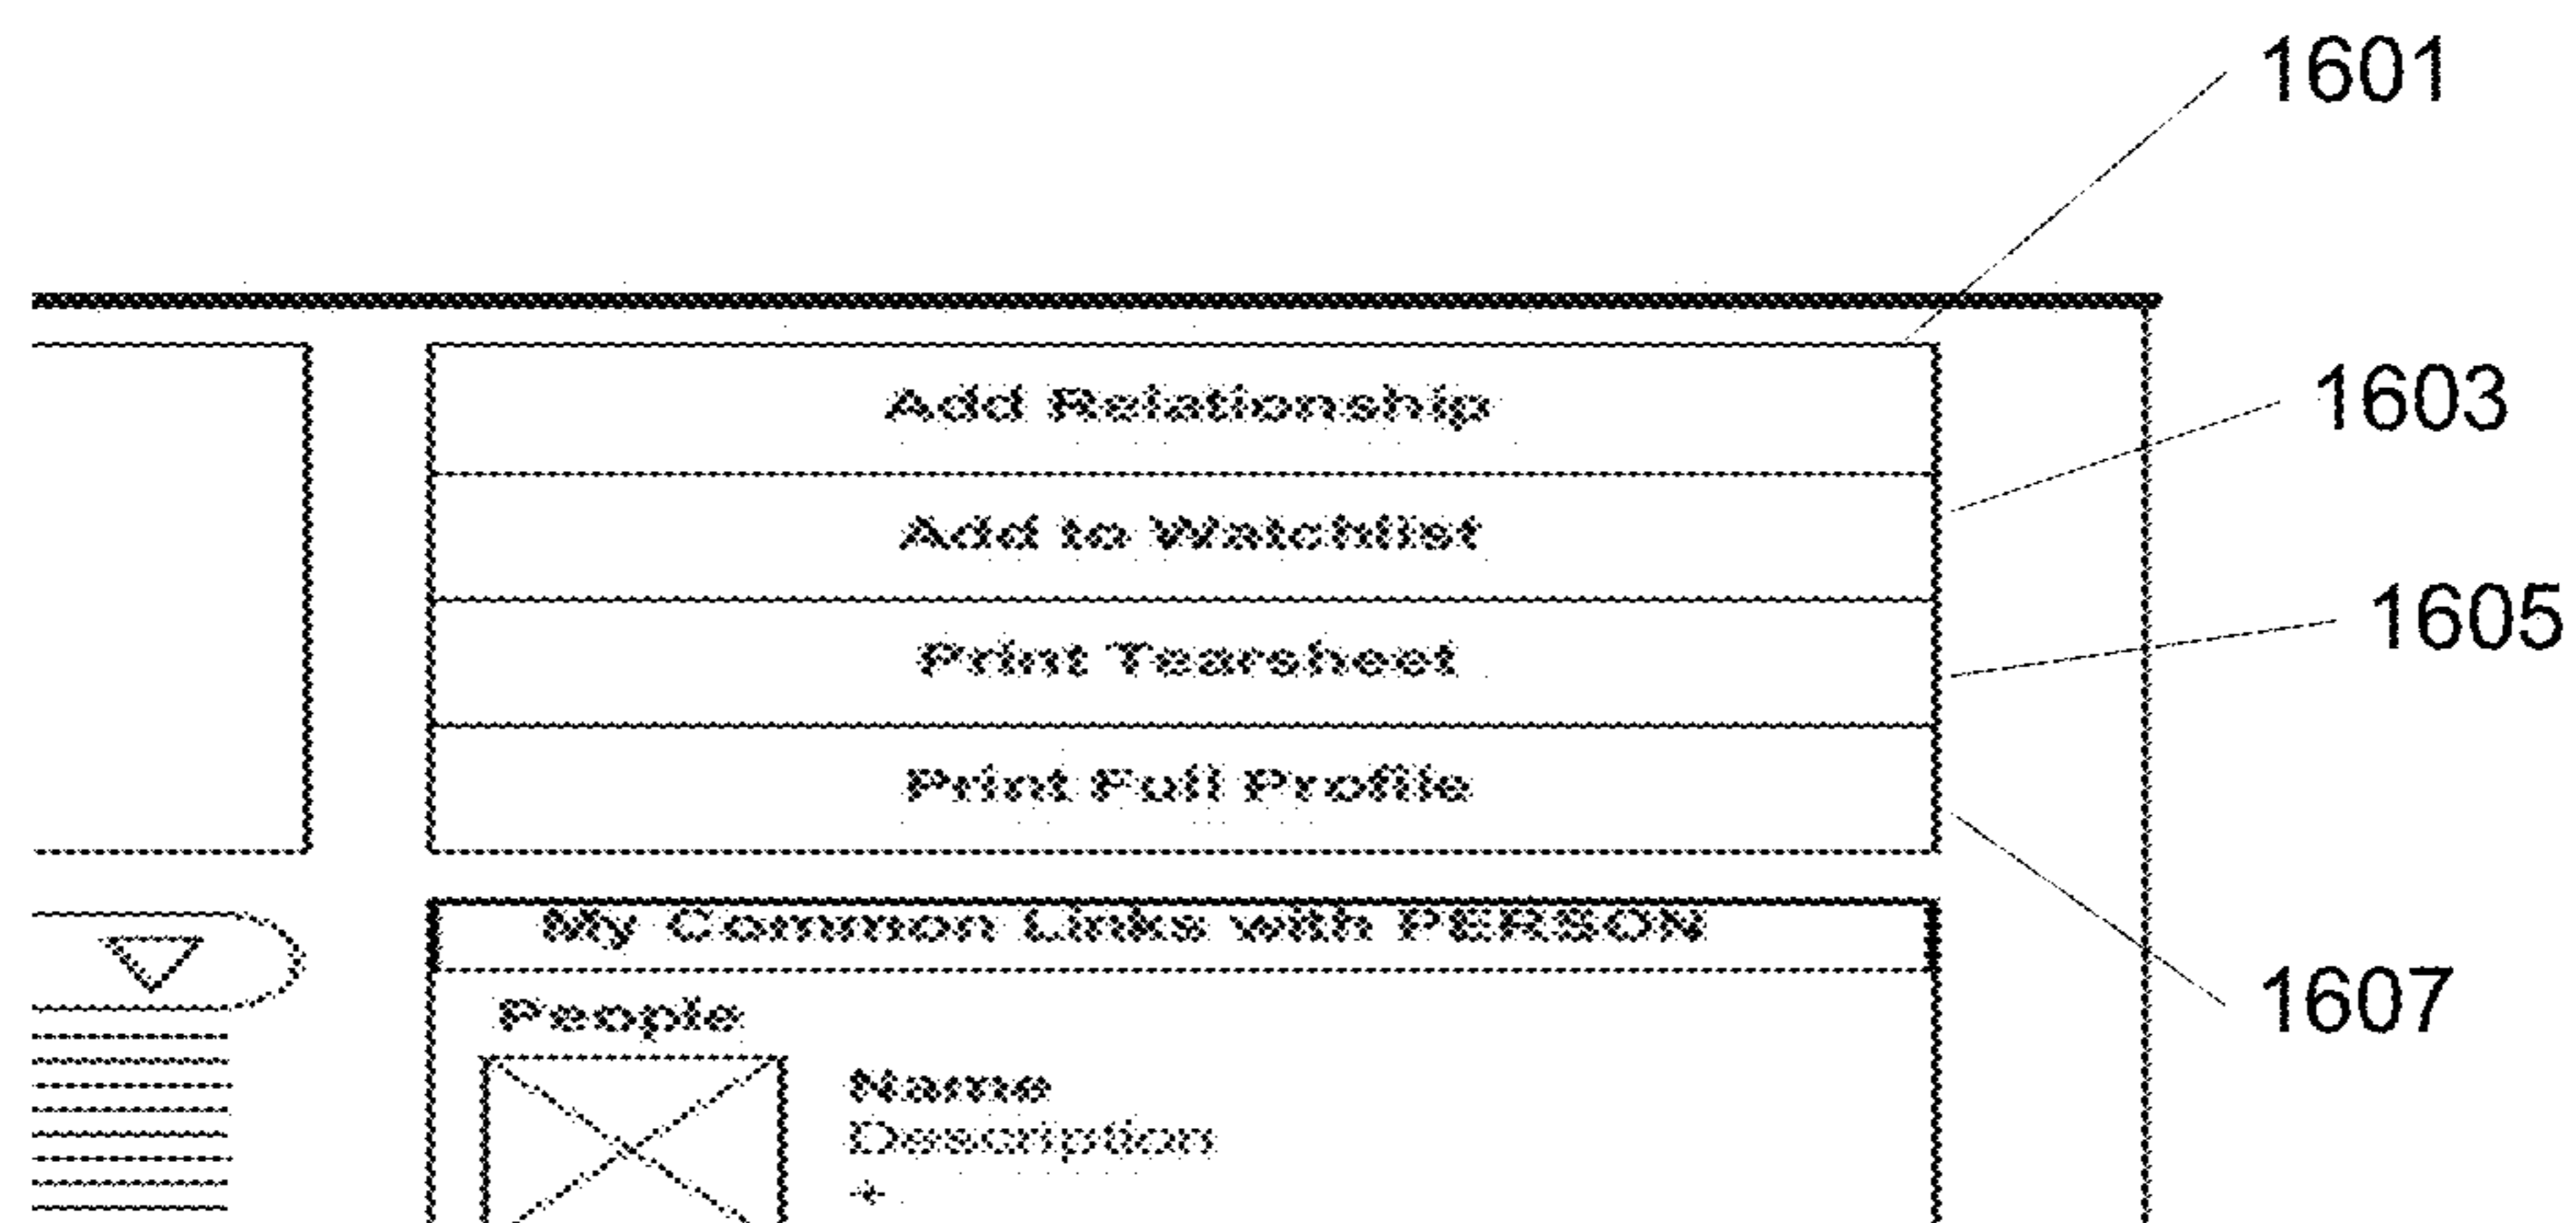 1601
Add Relationship
1603
Add to Watchlist
1605
Print Tearsheet
Print Full Profile
My Common Links with PERSON
1607
People
Name
Description
+